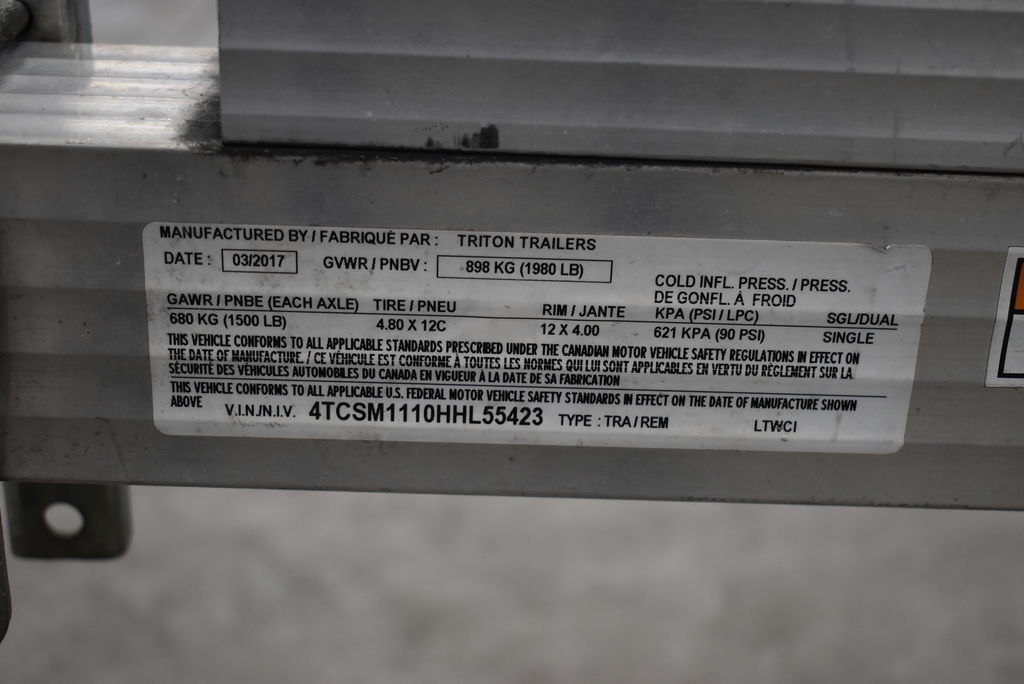 MANUFACTURED BY / FABRIQUÉ PAR : TRITON TRAILERS
DATE : 03/2017 GVWR / PNBV : 898 KG (1980 LB)
COLD INFL. PRESS. / PRESS.
DE GONFL. À FROID
GAWR / PNBE (EACH AXLE) TIRE / PNEU RIM / JANTE KPA (PSI / LPC) SGL/DUAL
680 KG (1500 LB) 4.80 X 12C 12 X 4.00 621 KPA (90 PSI) SINGLE
THIS VEHICLE CONFORMS TO ALL APPLICABLE STANDARDS PRESCRIBED UNDER THE CANADIAN MOTOR VEHICLE SAFETY REGULATIONS IN EFFECT ON
THE DATE OF MANUFACTURE. / CE VÉHICULE EST CONFORME À TOUTES LES NORMES QUI LUI SONT APPLICABLES EN VERTU DU RÈGLEMENT SUR LA
SÉCURITÉ DES VÉHICULES AUTOMOBILES DU CANADA EN VIGUEUR À LA DATE DE SA FABRICATION
THIS VEHICLE CONFORMS TO ALL APPLICABLE U.S. FEDERAL MOTOR VEHICLE SAFETY STANDARDS IN EFFECT ON THE DATE OF MANUFACTURE SHOWN
ABOVE V.I.N./N.I.V. 4TCSM1110HHL55423 TYPE : TRA / REM LTWCI